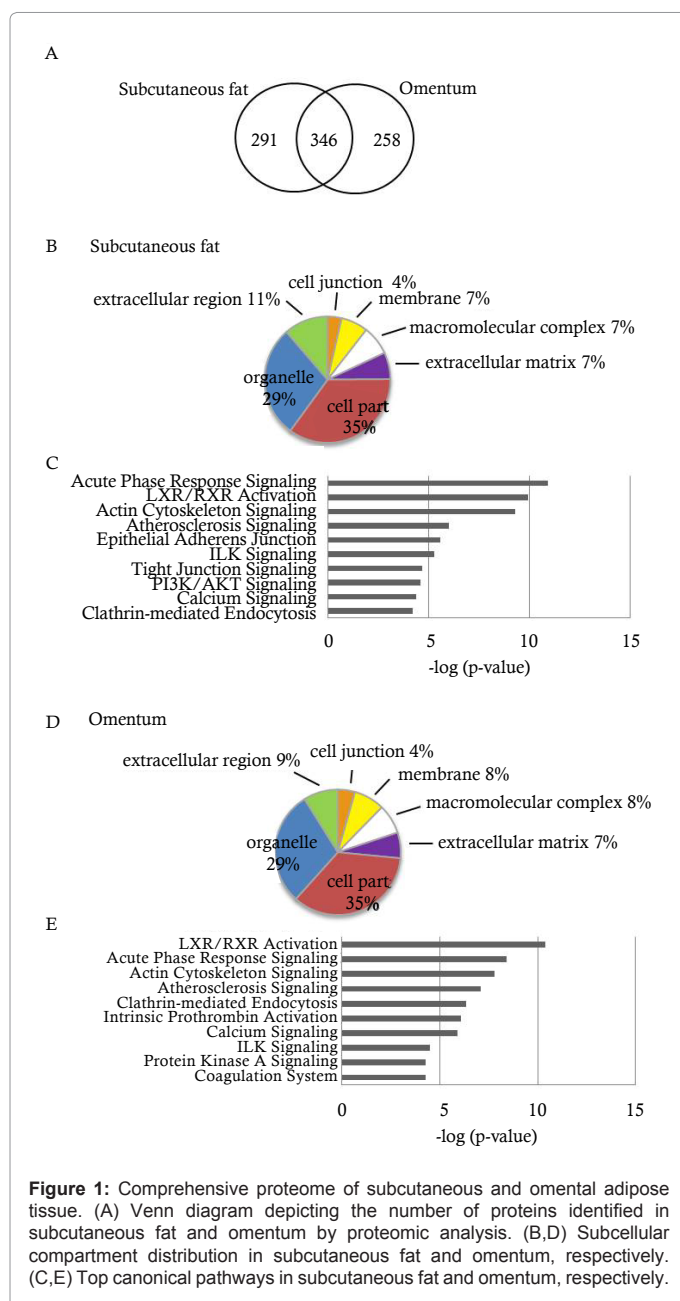 A
Subcutaneous fat
Omentum
291
346
258
B
Subcutaneous fat
cell junction 4%
extracellular region 11%
membrane 7%
macromolecular complex 7%
extracellular matrix 7%
organelle
29%
cell part
35%
C
Acute Phase Response Signaling
LXR/RXR Activation
Actin Cytoskeleton Signaling
Atherosclerosis Signaling
Epithelial Adherens Junction
ILK Signaling
Tight Junction Signaling
PI3K/AKT Signaling
Calcium Signaling
Clathrin-mediated Endocytosis
0 5 10 15
-log (p-value)
D
Omentum
cell junction 4%
extracellular region 9%
membrane 8%
macromolecular complex 8%
extracellular matrix 7%
organelle
29%
cell part
35%
E
LXR/RXR Activation
Acute Phase Response Signaling
Actin Cytoskeleton Signaling
Atherosclerosis Signaling
Clathrin-mediated Endocytosis
Intrinsic Prothrombin Activation
Calcium Signaling
ILK Signaling
Protein Kinase A Signaling
Coagulation System
0 5 10 15
-log (p-value)
Figure 1: Comprehensive proteome of subcutaneous and omental adipose
tissue. (A) Venn diagram depicting the number of proteins identified in
subcutaneous fat and omentum by proteomic analysis. (B,D) Subcellular
compartment distribution in subcutaneous fat and omentum, respectively.
(C,E) Top canonical pathways in subcutaneous fat and omentum, respectively.